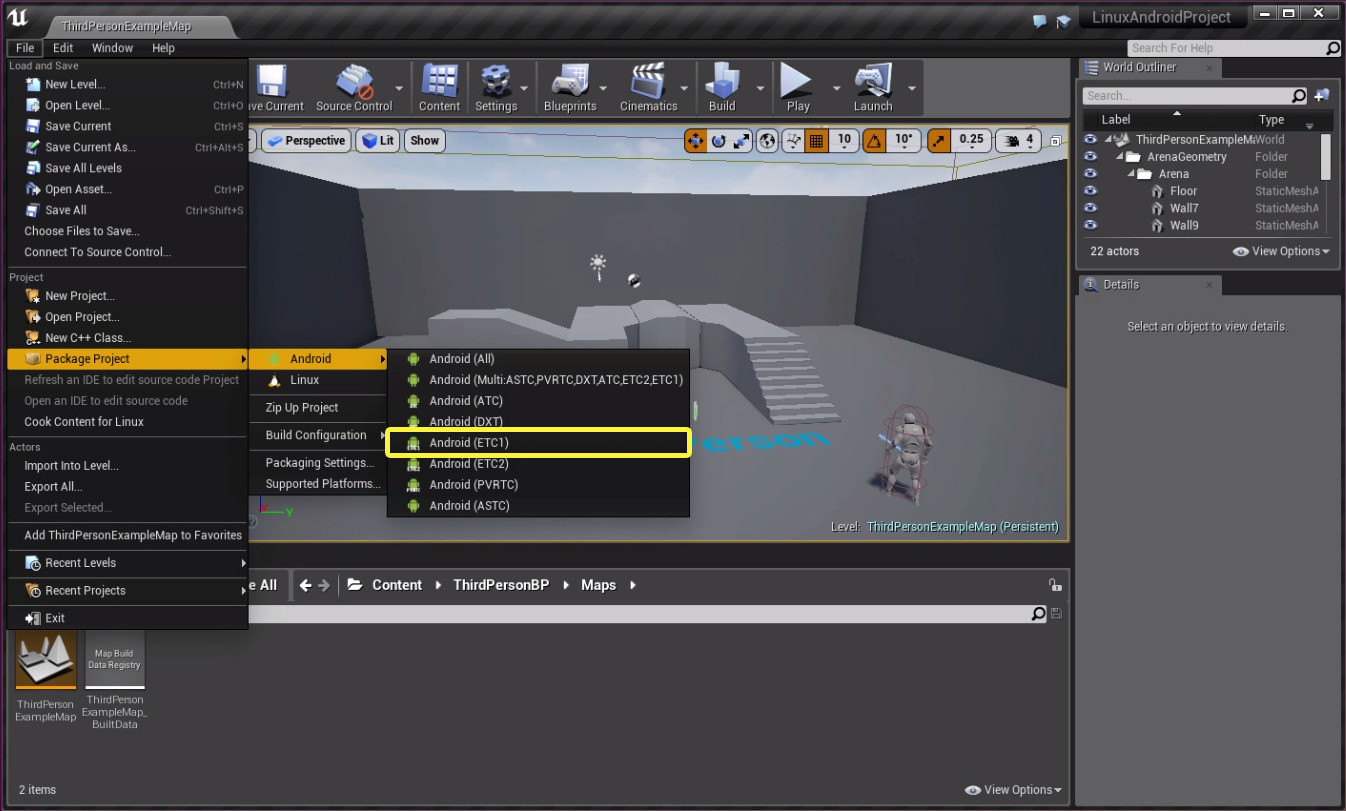 ThirdPersonExampleMap
LinuxAndroidProject
File Edit Window Help
Search For Help
Load and Save
New Level... Ctrl+N
Open Level... Ctrl+O
Save Current Ctrl+S
Save Current As... Ctrl+Alt+S
Save All Levels
Open Asset... Ctrl+P
Save All Ctrl+Shift+S
Choose Files to Save...
Connect To Source Control...
Project
New Project...
Open Project...
New C++ Class...
Package Project
Refresh an IDE to edit source code Project
Open an IDE to edit source code
Cook Content for Linux
Actors
Import Into Level...
Export All...
Export Selected...
Add ThirdPersonExampleMap to Favorites
Recent Levels
Recent Projects
Exit
Android
Linux
Zip Up Project
Build Configuration
Packaging Settings...
Supported Platforms...
Android (All)
Android (Multi:ASTC,PVRTC,DXT,ATC,ETC2,ETC1)
Android (ATC)
Android (DXT)
Android (ETC1)
Android (ETC2)
Android (PVRTC)
Android (ASTC)
ve Current Source Control Content Settings Blueprints Cinematics Build Play Launch
Perspective Lit Show 10 10° 0.25 4
erson
Y
Level: ThirdPersonExampleMap (Persistent)
World Outliner
Search...
Label Type
ThirdPersonExampleMa World
ArenaGeometry Folder
Arena Folder
Floor StaticMeshA
Wall7 StaticMeshA
Wall9 StaticMeshA
22 actors View Options
Details
Select an object to view details.
e All Content ThirdPersonBP Maps
Map Build
Data Registry
ThirdPerson
ExampleMap
ThirdPerson
ExampleMap_
BuiltData
2 items View Options